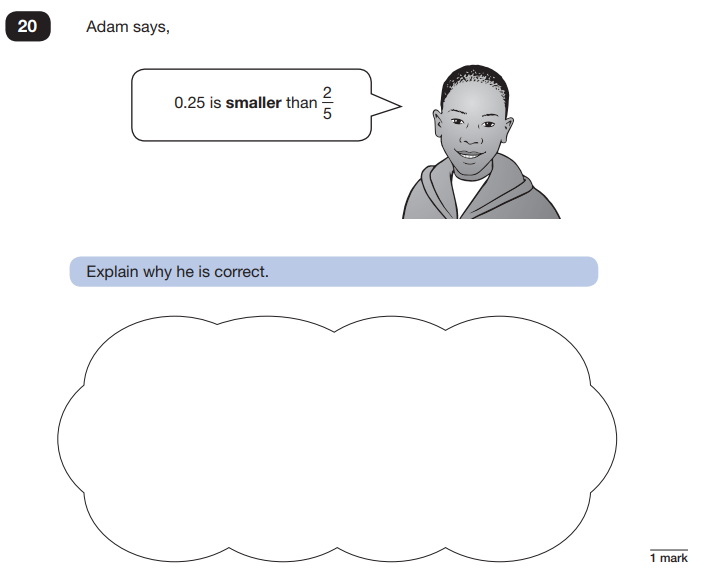 20 Adam says,
0.25 is smaller than 2/5
Explain why he is correct.
1 mark